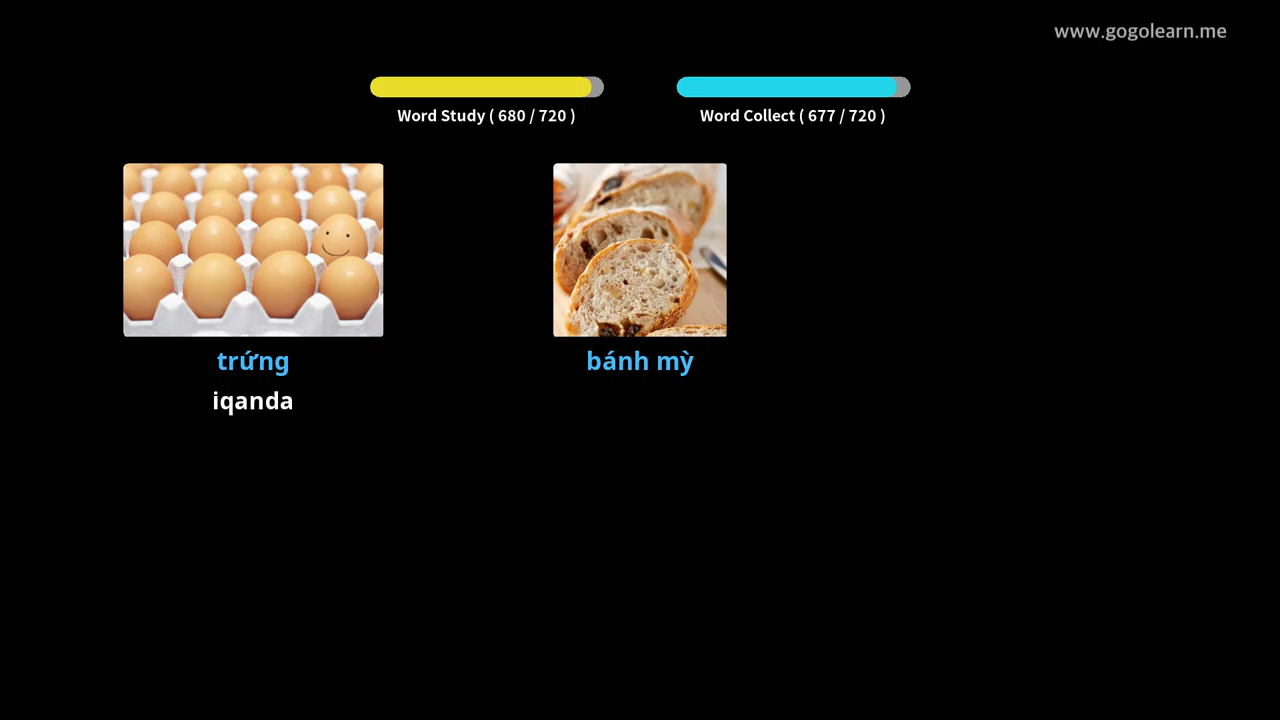 www.gogolearn.me
Word Study ( 680 / 720 )
Word Collect ( 677 / 720 )
trứng
iqanda
bánh mỳ